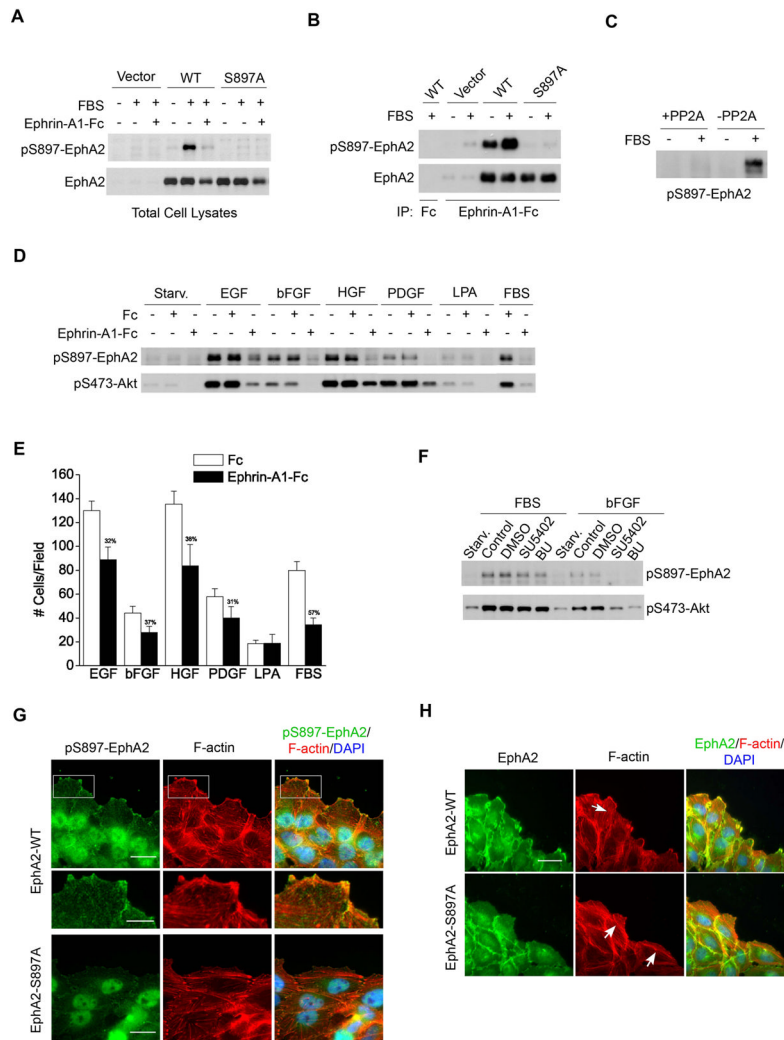 A
Vector WT S897A
FBS - + + - + + - + +
Ephrin-A1-Fc - - + - - + - - +
pS897-EphA2
EphA2
Total Cell Lysates
B
WT Vector WT S897A
FBS + - + - + - +
pS897-EphA2
EphA2
IP: Fc Ephrin-A1-Fc
C
+PP2A -PP2A
FBS - + - +
pS897-EphA2
D
Starv. EGF bFGF HGF PDGF LPA FBS
Fc - + - - + - - + - - + - - + - - + - + -
Ephrin-A1-Fc - - + - - + - - + - - + - - + - - + - +
pS897-EphA2
pS473-Akt
E
Fc
Ephrin-A1-Fc
# Cells/Field
160
140
120
100
80
60
40
20
0
32%
37%
38%
31%
57%
EGF bFGF HGF PDGF LPA FBS
F
FBS bFGF
Starv. Control DMSO SU5402 BU Starv. Control DMSO SU5402 BU
pS897-EphA2
pS473-Akt
G
pS897-EphA2 F-actin pS897-EphA2/
F-actin/DAPI
EphA2-WT
EphA2-S897A
H
EphA2 F-actin EphA2/F-actin/
DAPI
EphA2-WT
EphA2-S897A